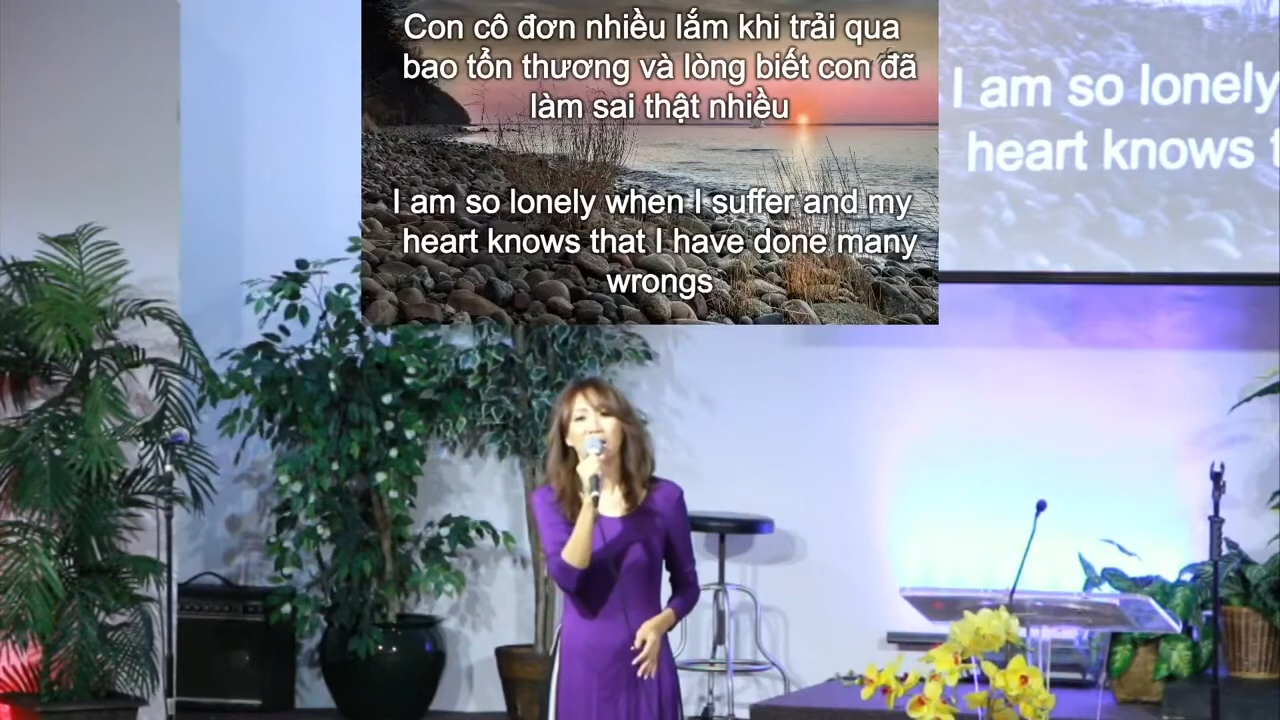 Con cô đơn nhiều lắm khi trải qua
bao tổn thương và lòng biết con đã
làm sai thật nhiều
I am so lonely when I suffer and my
heart knows that I have done many
wrongs
I am so lonely
heart knows t